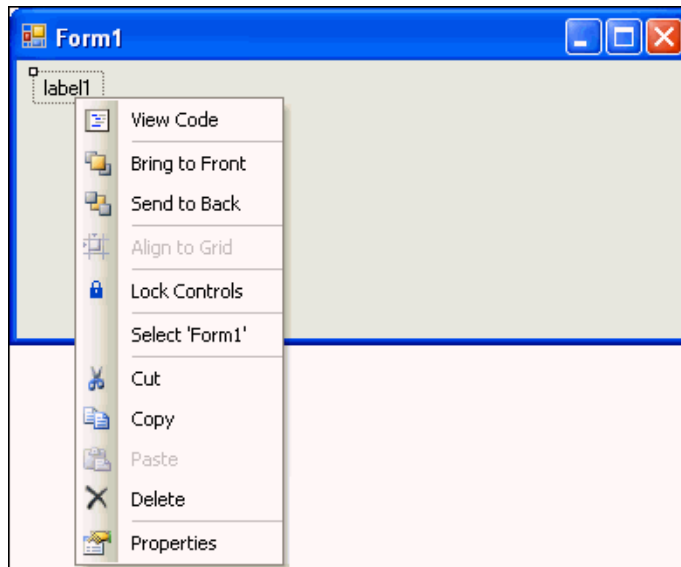 Form1
label1
View Code
Bring to Front
Send to Back
Align to Grid
Lock Controls
Select 'Form1'
Cut
Copy
Paste
Delete
Properties